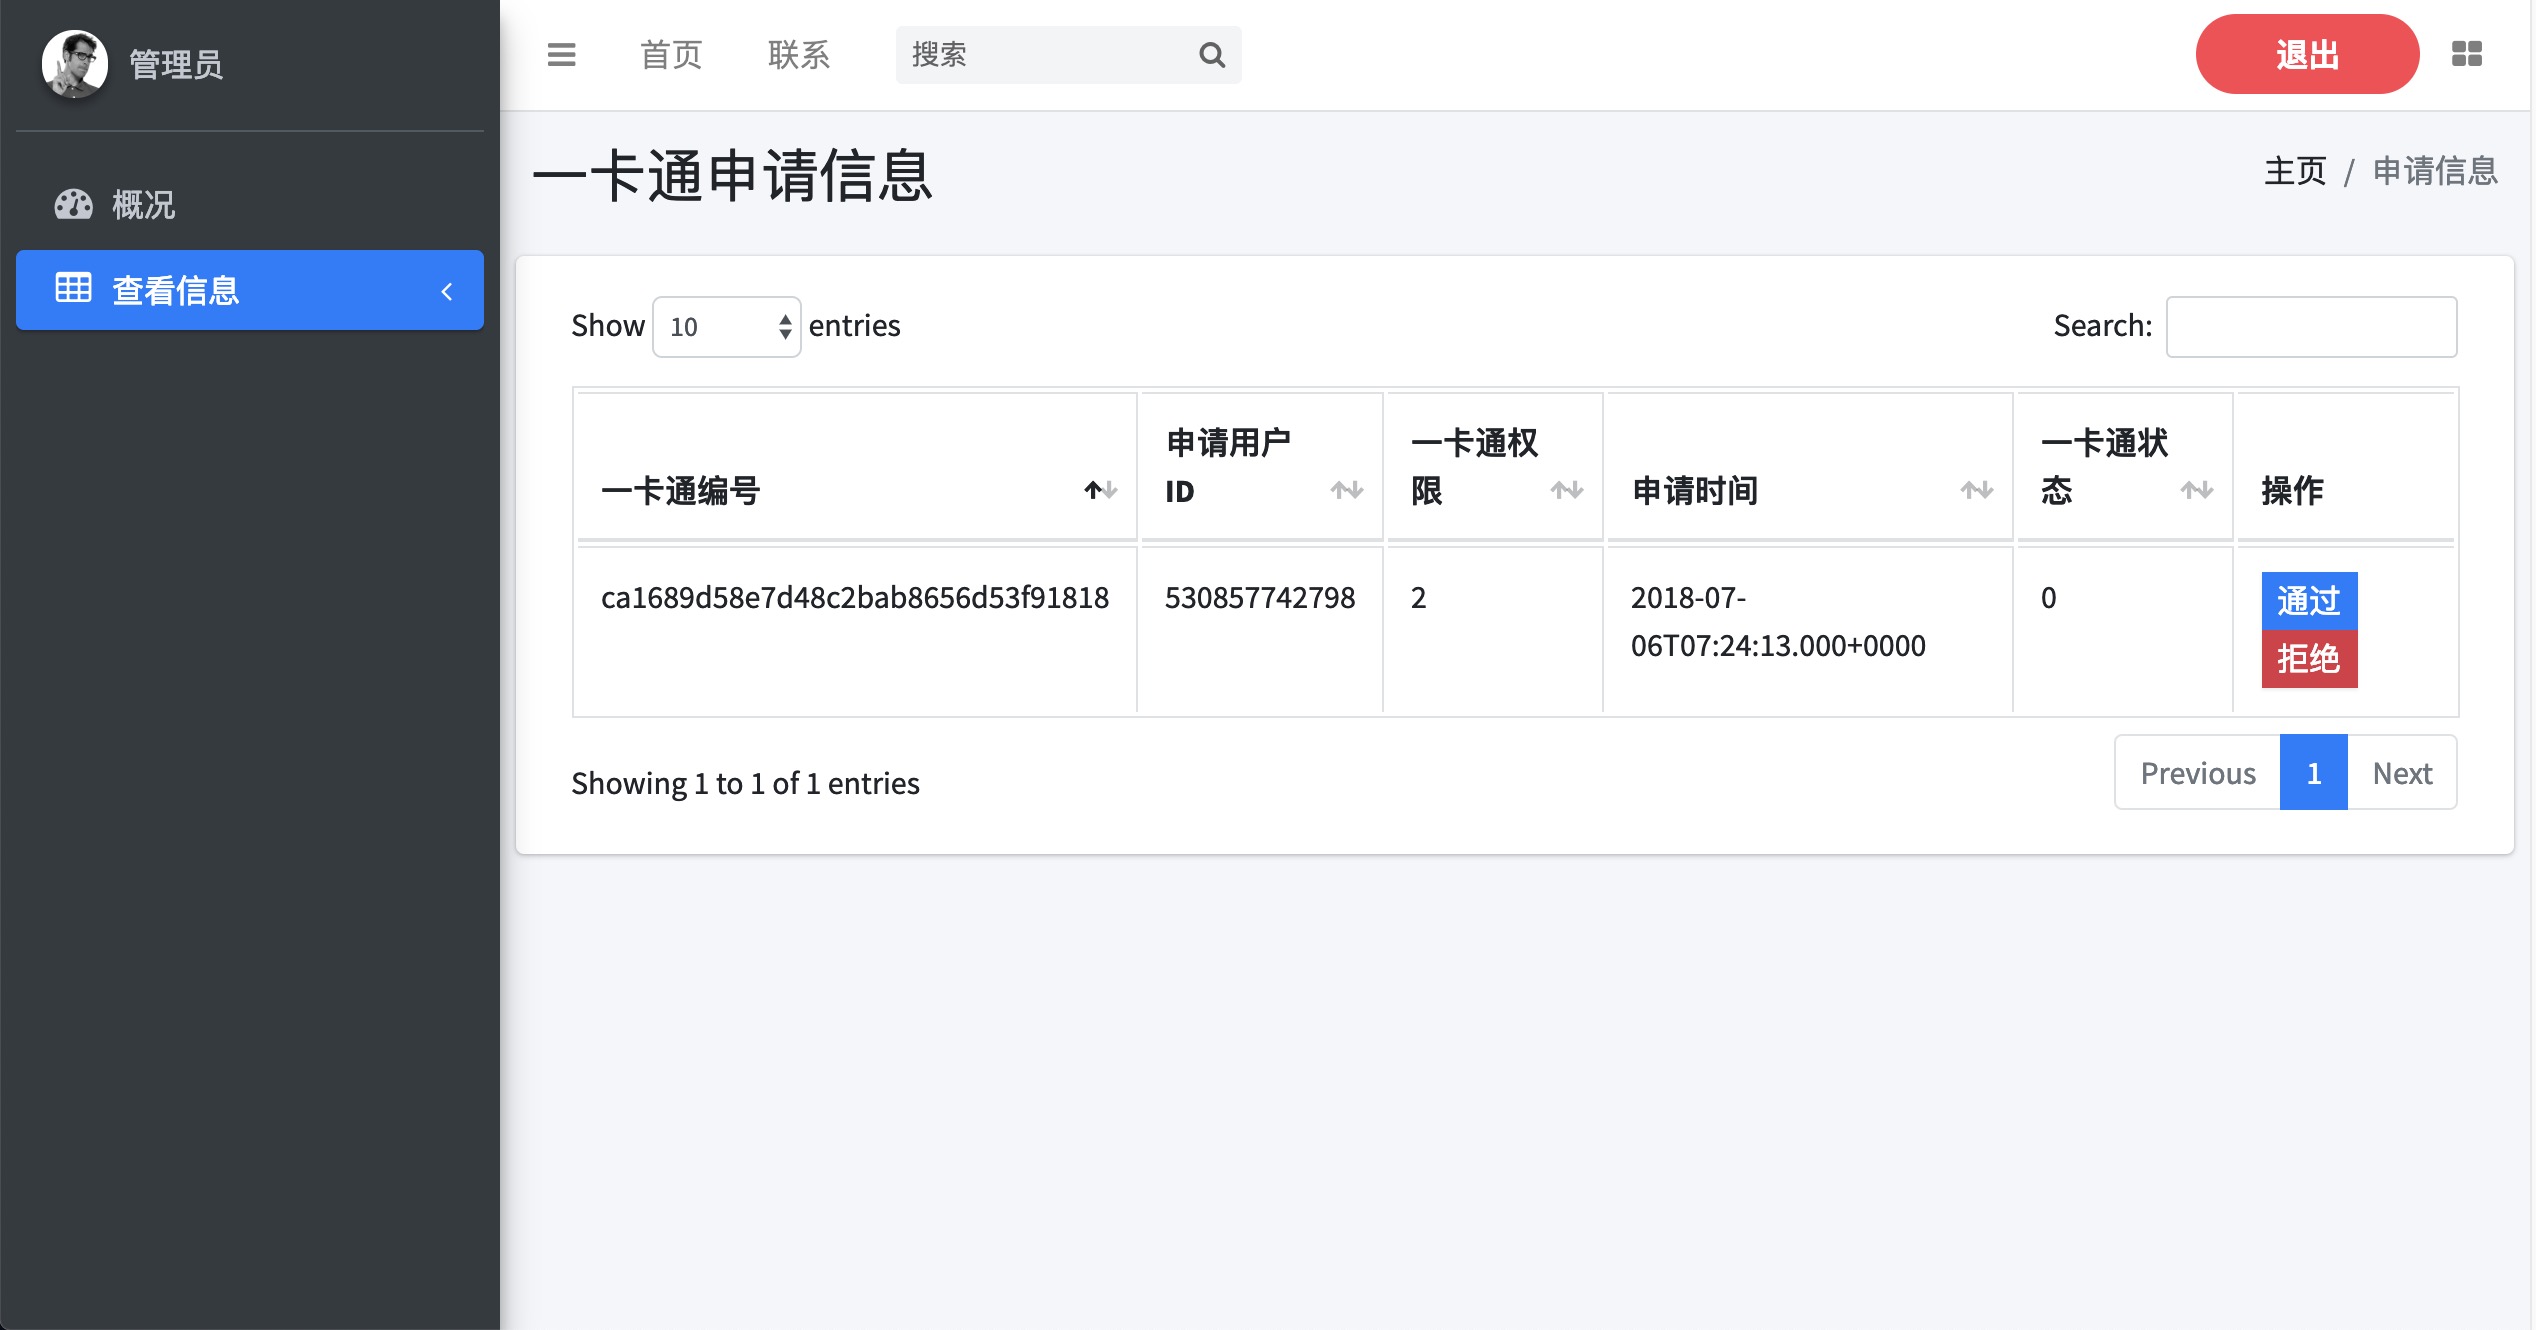 管理员
概况
查看信息
首页
联系
搜索
退出
一卡通申请信息
主页 / 申请信息
Show 10 entries
Search:
一卡通编号
申请用户
ID
一卡通权
限
申请时间
一卡通状
态
操作
ca1689d58e7d48c2bab8656d53f91818
530857742798
2
2018-07-
06T07:24:13.000+0000
0
通过
拒绝
Showing 1 to 1 of 1 entries
Previous 1 Next